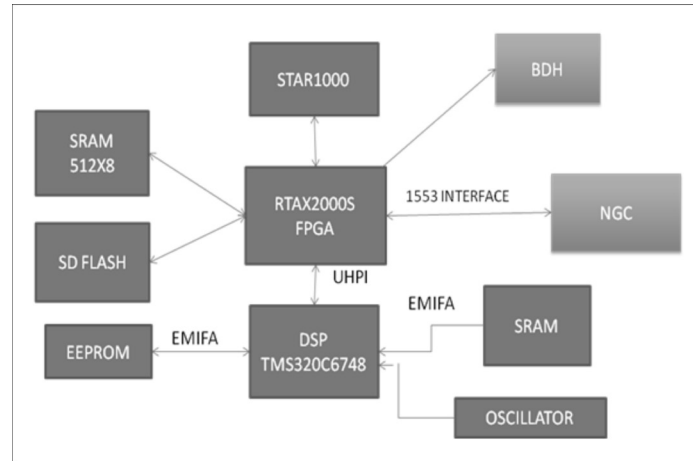 STAR1000
BDH
SRAM
512X8
RTAX2000S
FPGA
1553 INTERFACE
NGC
SD FLASH
UHPI
EMIFA
SRAM
EEPROM
EMIFA
DSP
TMS320C6748
OSCILLATOR